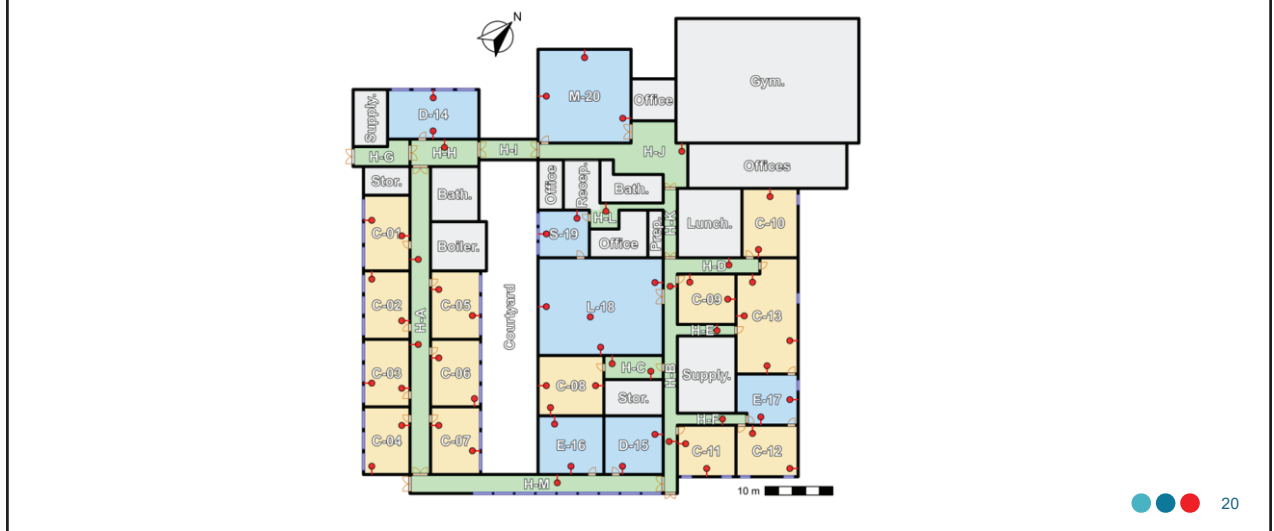 N
Gym.
M-20
Office
Supply.
D-14
H-G
H-H
H-I
H-J
Offices
Stor.
Bath.
Office
Recep.
Bath.
C-01
H-L
S-19
Office
Prep.
H-K
Lunch.
C-10
Boiler.
H-D
C-02
C-05
H-A
Courtyard
L-18
C-09
C-13
H-E
C-03
C-06
C-08
H-C
H-B
Supply.
Stor.
E-17
H-F
C-04
C-07
E-16
D-15
C-11
C-12
H-M
10 m
20